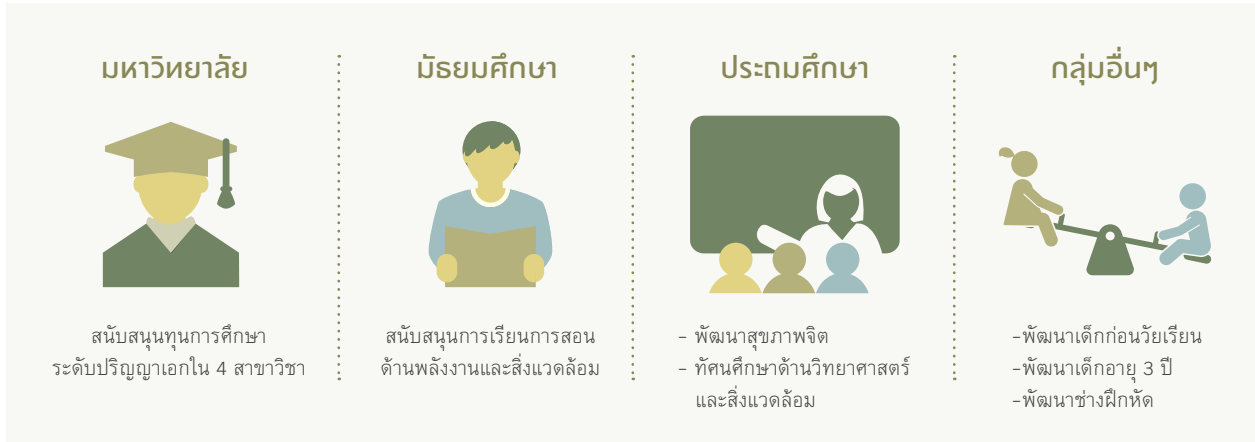 มหาวิทยาลัย
สนับสนุนทุนการศึกษา
ระดับปริญญาเอกใน 4 สาขาวิชา
มัธยมศึกษา
สนับสนุนการเรียนการสอน
ด้านพลังงานและสิ่งแวดล้อม
ประถมศึกษา
- พัฒนาสุขภาพจิต
- ทัศนศึกษาด้านวิทยาศาสตร์
และสิ่งแวดล้อม
กลุ่มอื่นๆ
-พัฒนาเด็กก่อนวัยเรียน
-พัฒนาเด็กอายุ 3 ปี
-พัฒนาช่างฝึกหัด